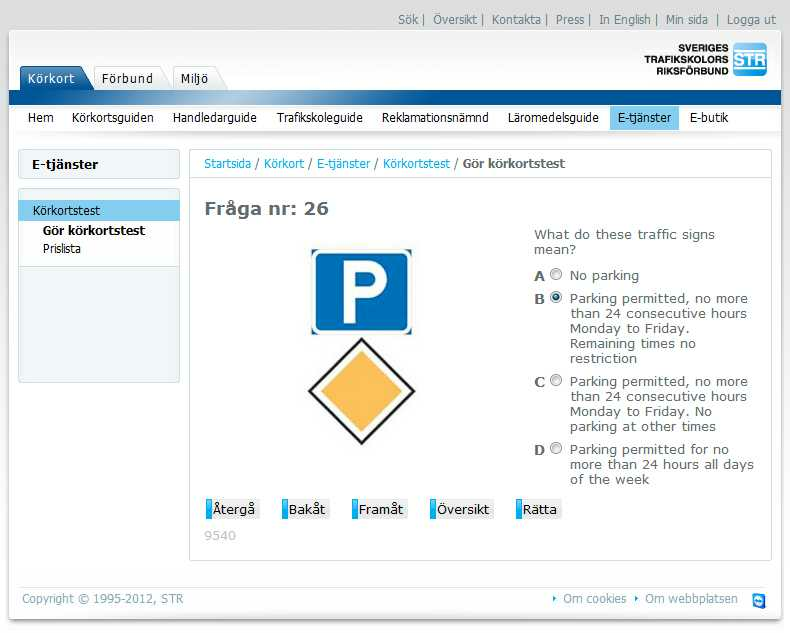 Sök | Översikt | Kontakta | Press | In English | Min sida | Logga ut
SVERIGES
TRAFIKSKOLORS
RIKSFÖRBUND
STR
Körkort Förbund Miljö
Hem Körkortsguiden Handledarguide Trafikskoleguide Reklamationsnämnd Läromedelsguide E-tjänster E-butik
E-tjänster
Startsida / Körkort / E-tjänster / Körkortstest / Gör körkortstest
Körkortstest
Gör körkortstest
Prislista
Fråga nr: 26
P
What do these traffic signs
mean?
A No parking
B Parking permitted, no more
than 24 consecutive hours
Monday to Friday.
Remaining times no
restriction
C Parking permitted, no more
than 24 consecutive hours
Monday to Friday. No
parking at other times
D Parking permitted for no
more than 24 hours all days
of the week
Återgå Bakåt Framåt Översikt Rätta
9540
Copyright © 1995-2012, STR
Om cookies Om webbplatsen